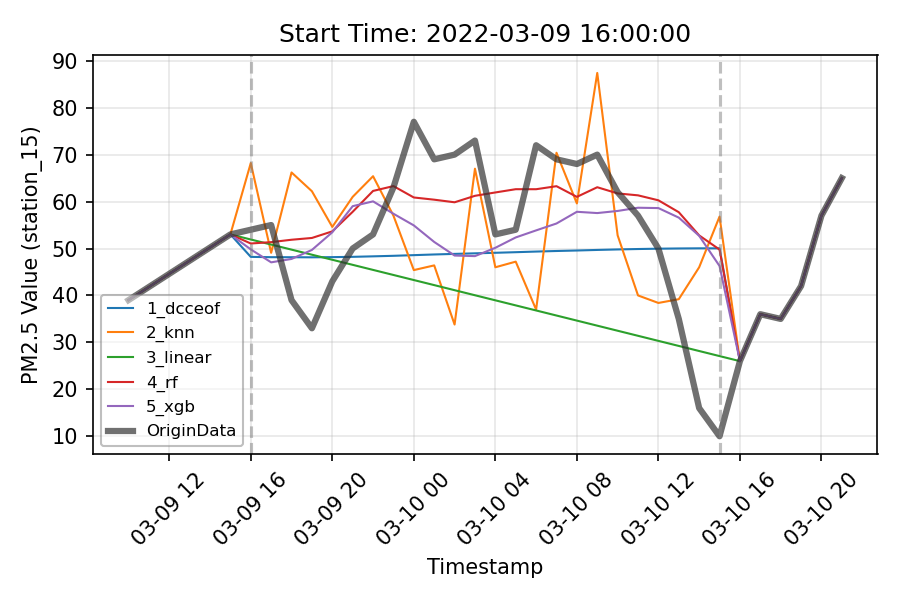 Start Time: 2022-03-09 16:00:00
PM2.5 Value (station_15)
90
80
70
60
50
40
30
20
10
1_dcceof
2_knn
3_linear
4_rf
5_xgb
OriginData
03-09 12
03-09 16
03-09 20
03-10 00
03-10 04
03-10 08
03-10 12
03-10 16
03-10 20
Timestamp